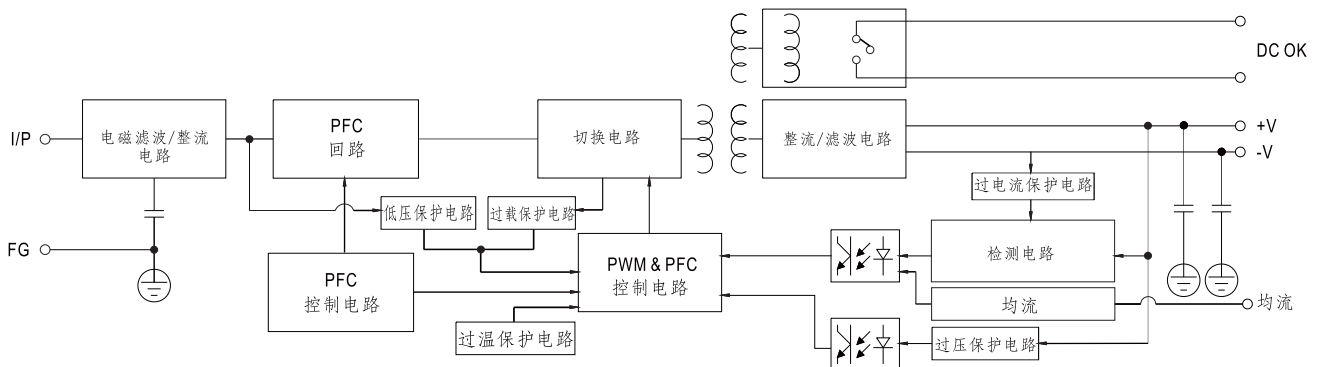 DC OK
I/P
电磁滤波/整流
电路
PFC
回路
切换电路
整流/滤波电路
+V
-V
过电流保护电路
低压保护电路
过载保护电路
FG
PFC
控制电路
PWM & PFC
控制电路
检测电路
均流
均流
过温保护电路
过压保护电路